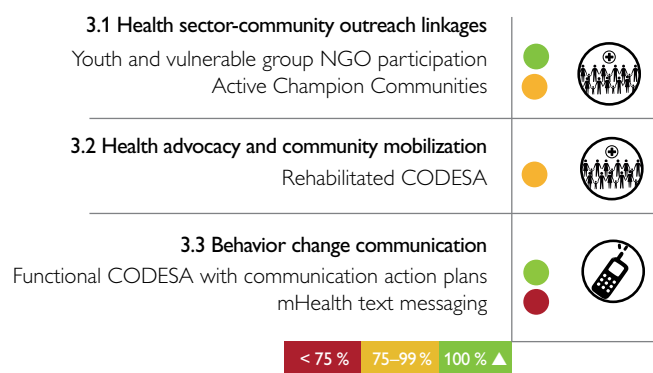 3.1 Health sector-community outreach linkages
Youth and vulnerable group NGO participation
Active Champion Communities
3.2 Health advocacy and community mobilization
Rehabilitated CODESA
3.3 Behavior change communication
Functional CODESA with communication action plans
mHealth text messaging
< 75 % 75–99 % 100 % ▲